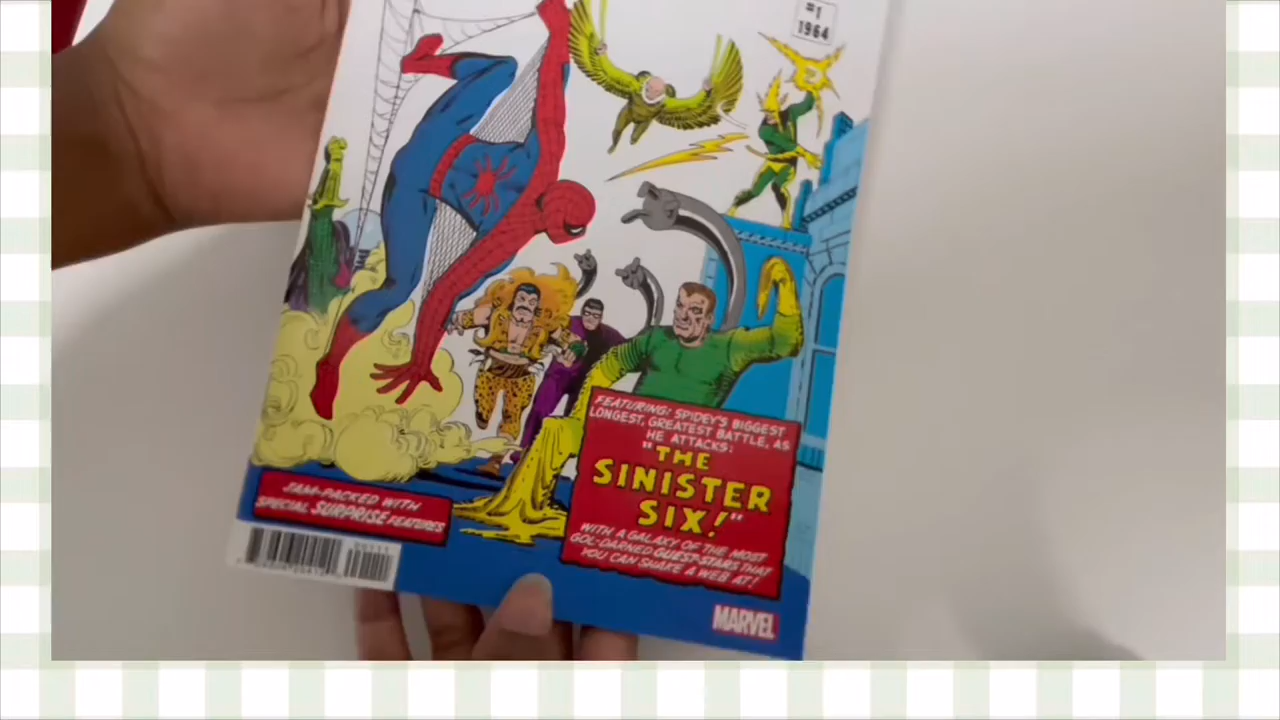 #1
1964
FEATURING: SPIDEY'S BIGGEST
LONGEST, GREATEST BATTLE, AS
HE ATTACKS:
"THE
SINISTER
SIX!"
WITH A GALAXY OF THE MOST
GOL-DARNED GUEST-STARS THAT
YOU CAN SHAKE A WEB AT!
JAM-PACKED WITH
SPECIAL SURPRISE FEATURES
MARVEL